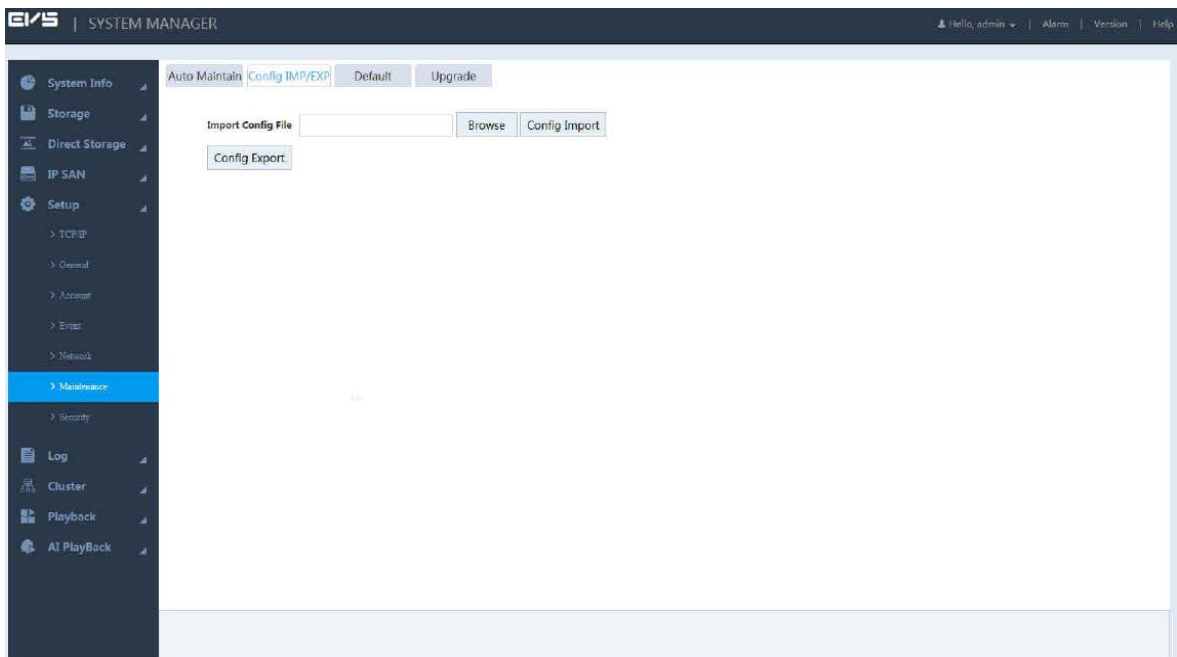 EVS | SYSTEM MANAGER
Hello, admin | Alarm | Version | Help
System Info
Storage
Direct Storage
IP SAN
Setup
> TCP/IP
> General
> Account
> Event
> Network
> Maintenance
> Security
Log
Cluster
Playback
AI PlayBack
Auto Maintain Config IMP/EXP Default Upgrade
Import Config File Browse Config Import
Config Export